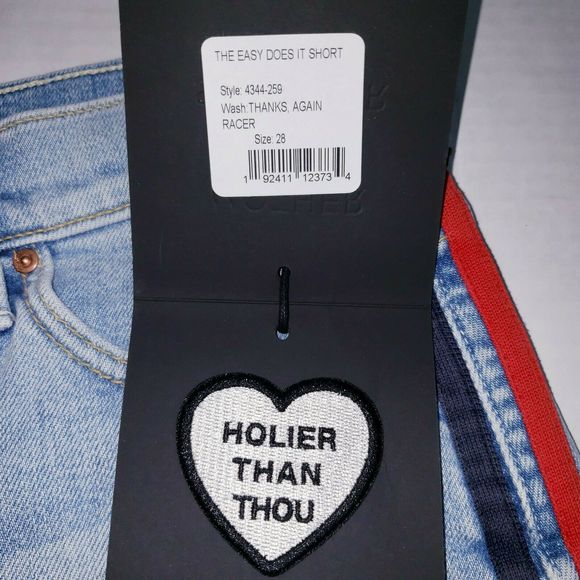 THE EASY DOES IT SHORT
Style: 4344-259
Wash:THANKS, AGAIN
RACER
Size: 28
1 92411 12373 4
MOTHER
HOLIER
THAN
THOU